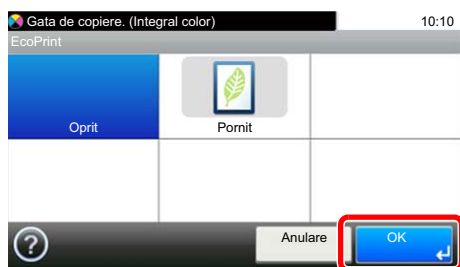 Gata de copiere. (Integral color) 10:10
EcoPrint
Oprit Pornit
? Anulare OK